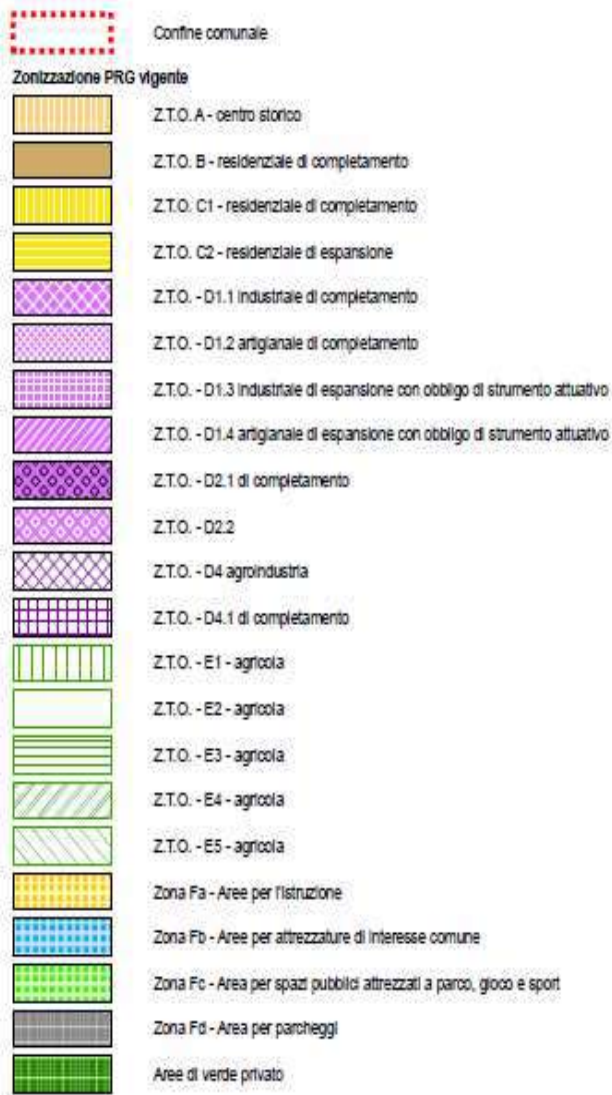 Confine comunale
Zonizzazione PRG vigente
Z.T.O. A - centro storico
Z.T.O. B - residenziale di completamento
Z.T.O. C1 - residenziale di completamento
Z.T.O. C2 - residenziale di espansione
Z.T.O. - D1.1 industriale di completamento
Z.T.O. - D1.2 artigianale di completamento
Z.T.O. - D1.3 industriale di espansione con obbligo di strumento attuativo
Z.T.O. - D1.4 artigianale di espansione con obbligo di strumento attuativo
Z.T.O. - D2.1 di completamento
Z.T.O. - D2.2
Z.T.O. - D4 agroindustria
Z.T.O. - D4.1 di completamento
Z.T.O. - E1 - agricola
Z.T.O. - E2 - agricola
Z.T.O. - E3 - agricola
Z.T.O. - E4 - agricola
Z.T.O. - E5 - agricola
Zona Fa - Aree per l'istruzione
Zona Fb - Aree per attrezzature di interesse comune
Zona Fc - Area per spazi pubblici attrezzati a parco, gioco e sport
Zona Fd - Area per parcheggi
Aree di verde privato